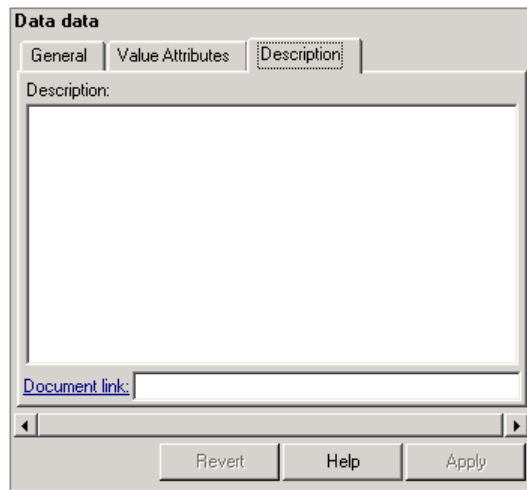 Data data
General Value Attributes Description
Description:
Document link:
Revert Help Apply